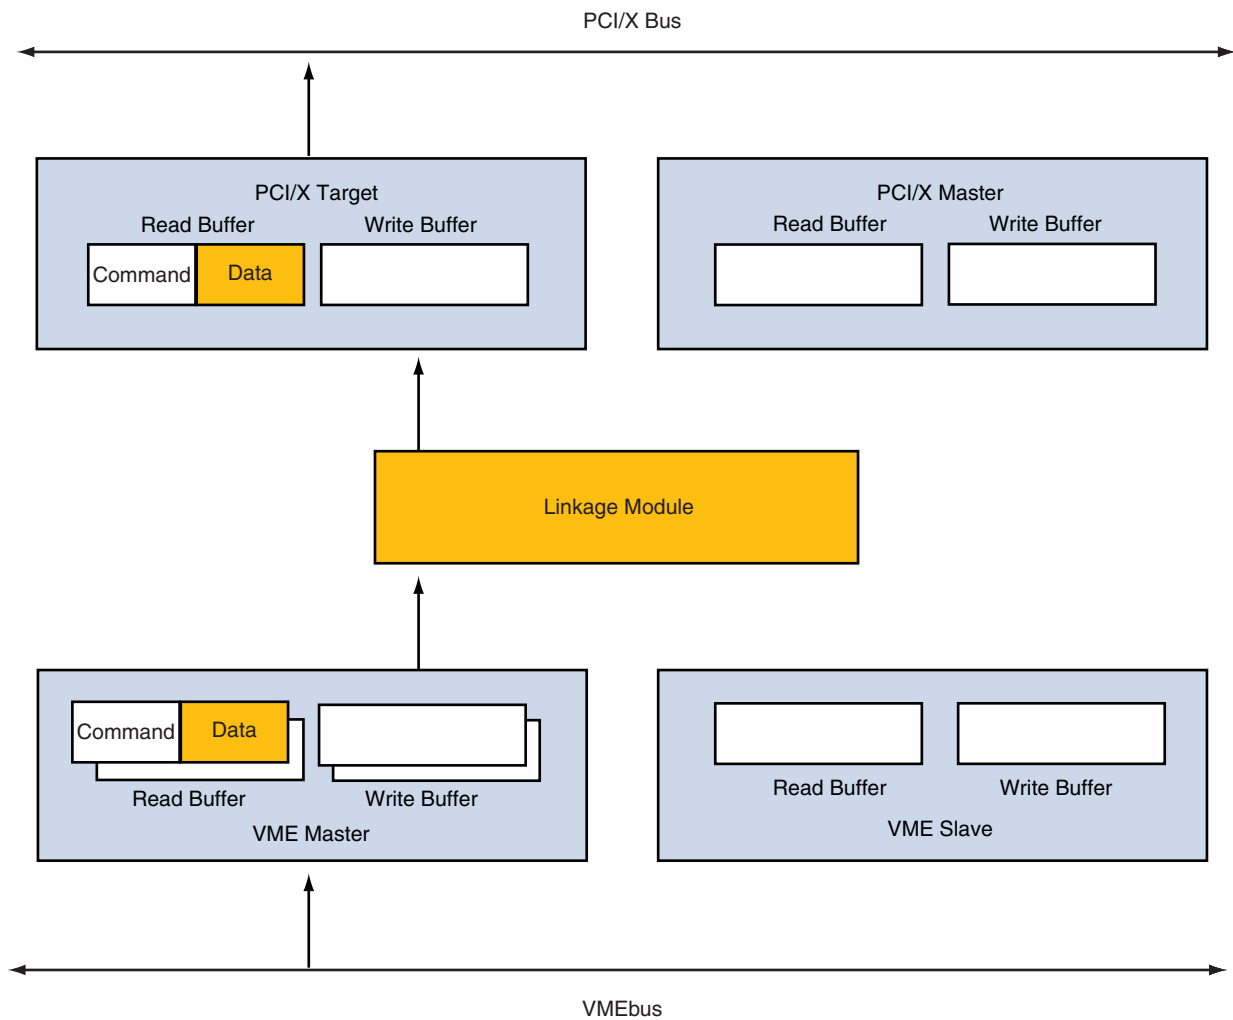 PCI/X Bus
PCI/X Target
Read Buffer
Write Buffer
Command
Data
PCI/X Master
Read Buffer
Write Buffer
Linkage Module
Command
Data
Read Buffer
Write Buffer
VME Master
Read Buffer
Write Buffer
VME Slave
VMEbus